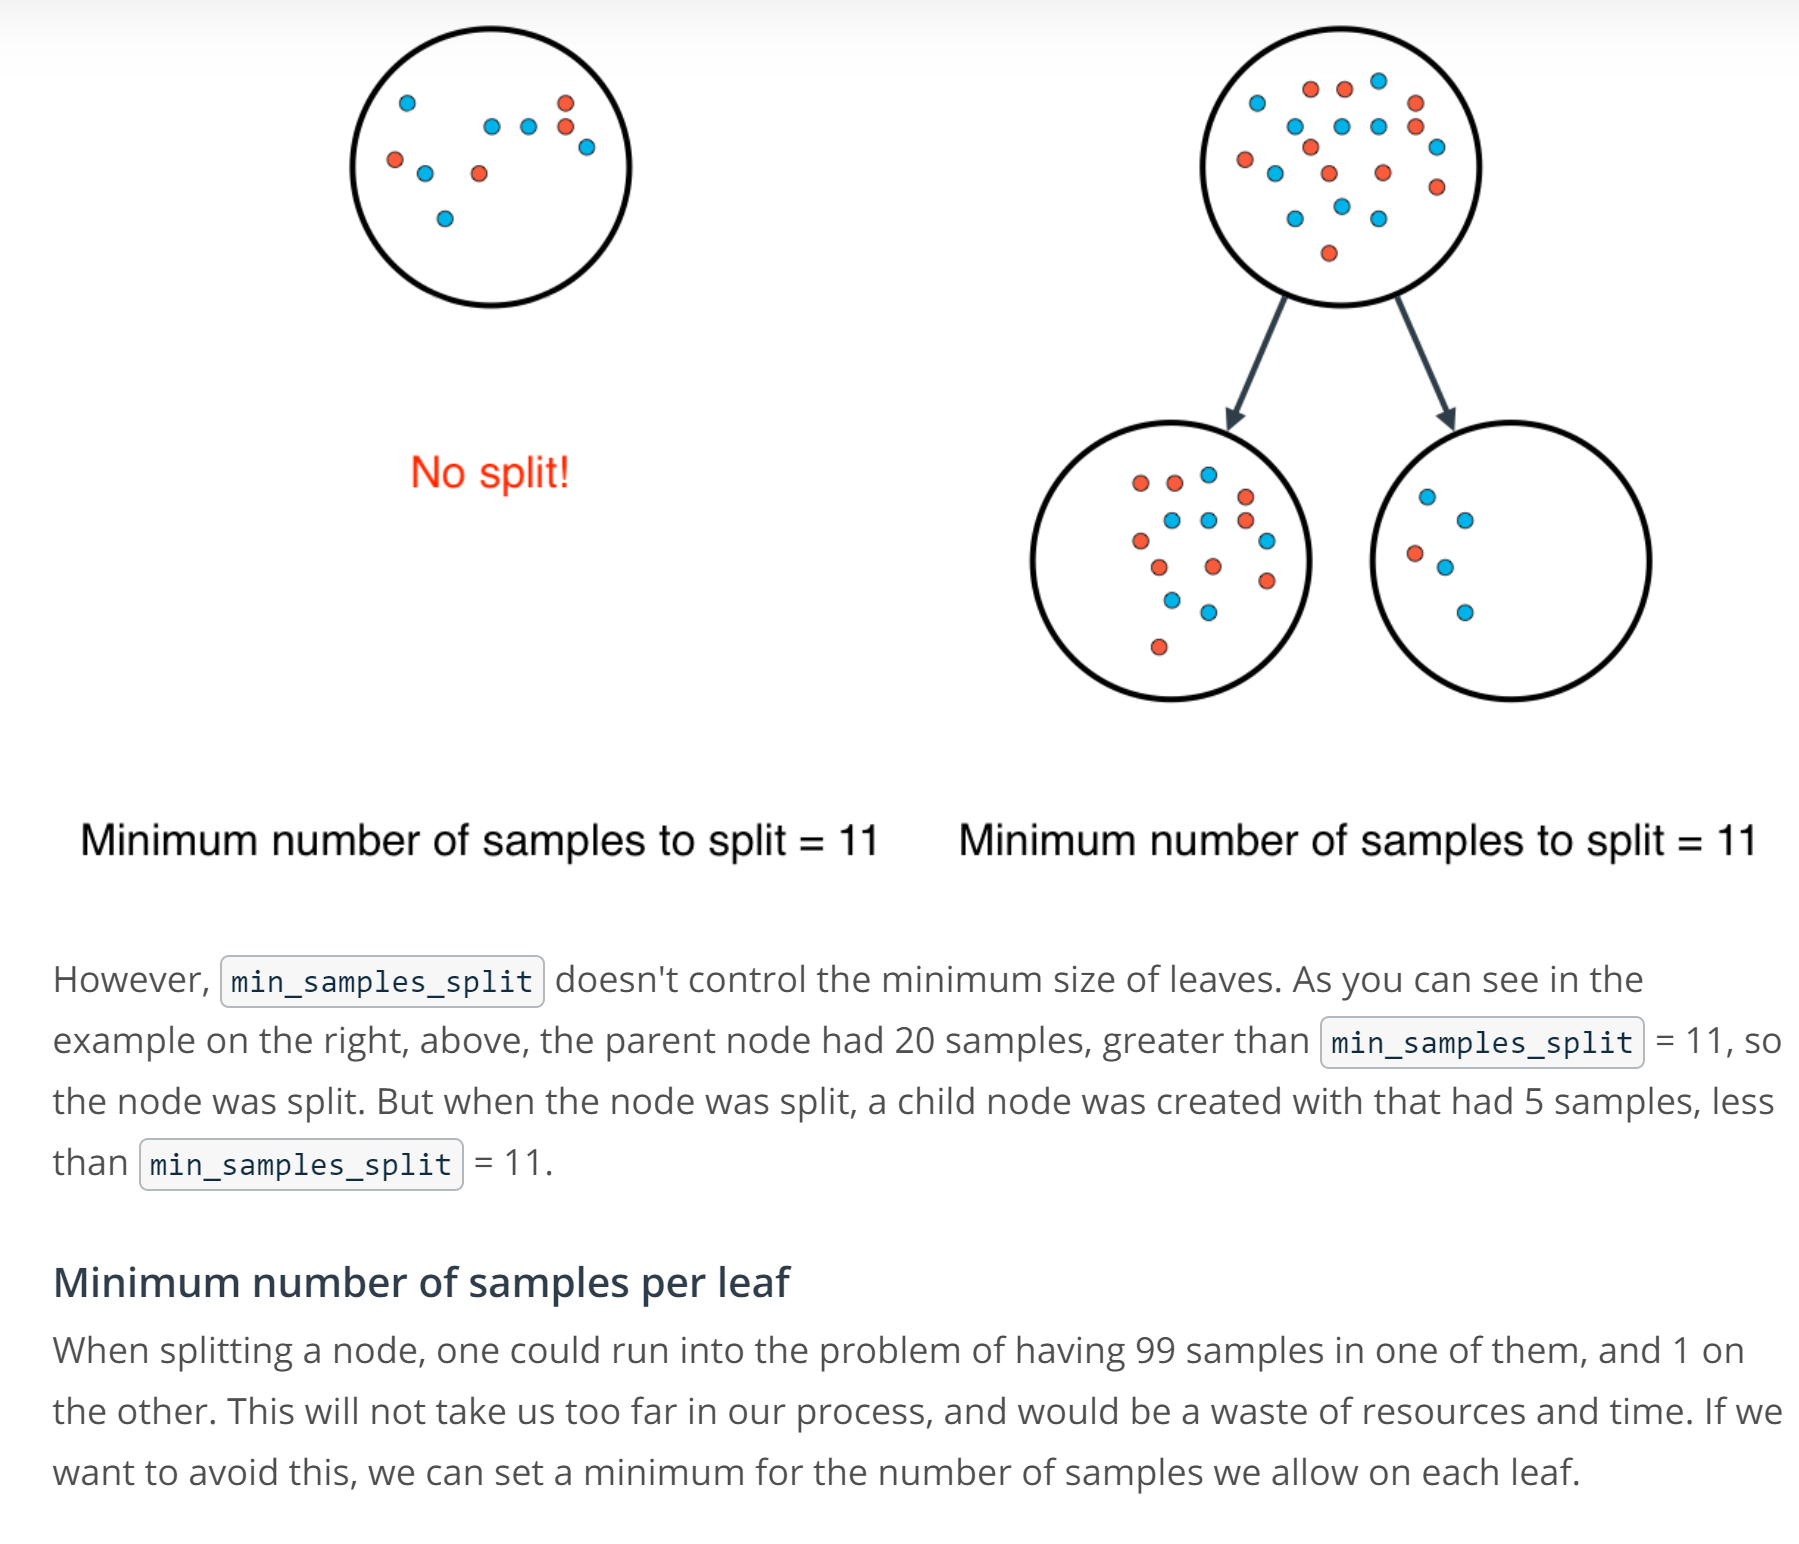 No split!
Minimum number of samples to split = 11
Minimum number of samples to split = 11
However, min_samples_split doesn't control the minimum size of leaves. As you can see in the
example on the right, above, the parent node had 20 samples, greater than min_samples_split = 11, so
the node was split. But when the node was split, a child node was created with that had 5 samples, less
than min_samples_split = 11.
Minimum number of samples per leaf
When splitting a node, one could run into the problem of having 99 samples in one of them, and 1 on
the other. This will not take us too far in our process, and would be a waste of resources and time. If we
want to avoid this, we can set a minimum for the number of samples we allow on each leaf.